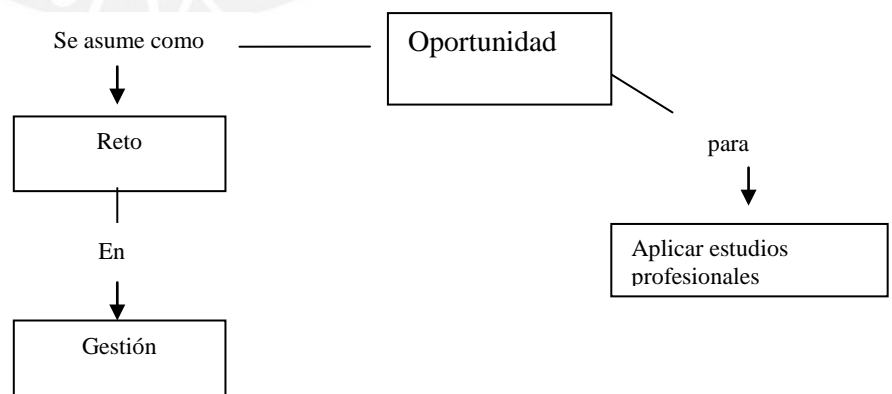 Se asume como
Oportunidad
Reto
para
En
Aplicar estudios
profesionales
Gestión